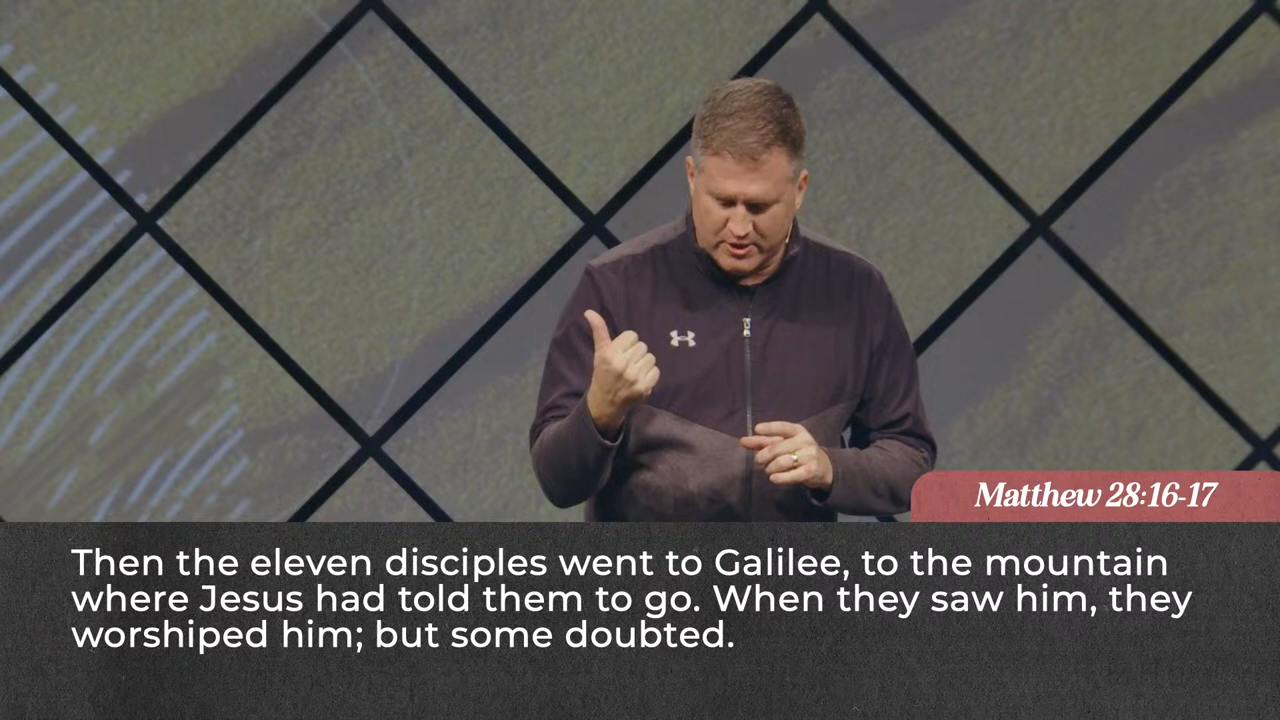 Matthew 28:16-17
Then the eleven disciples went to Galilee, to the mountain
where Jesus had told them to go. When they saw him, they
worshiped him; but some doubted.